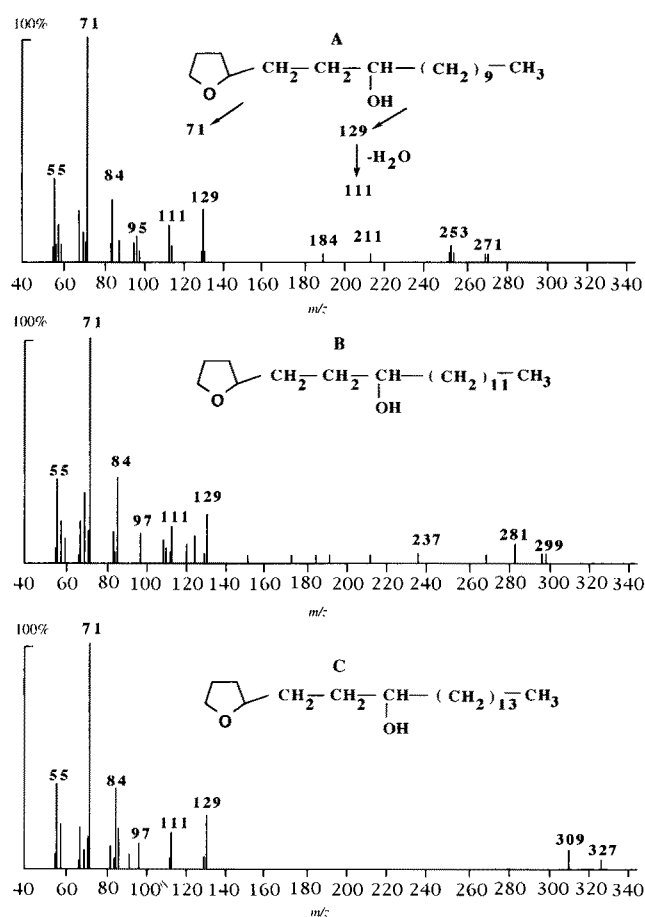 100%
71
A
CH2—CH2—CH—(CH2)9—CH3
O
OH
71
129
-H2O
111
55
84
95
111
129
184
211
253
271
40 60 80 100 120 140 160 180 200 220 240 260 280 300 320 340
m/z
100%
71
B
CH2—CH2—CH—(CH2)11—CH3
O
OH
55
84
97
111
129
237
281
299
40 60 80 100 120 140 160 180 200 220 240 260 280 300 320 340
m/z
100%
71
C
CH2—CH2—CH—(CH2)13—CH3
O
OH
55
84
97
111
129
309
327
40 60 80 100 120 140 160 180 200 220 240 260 280 300 320 340
m/z